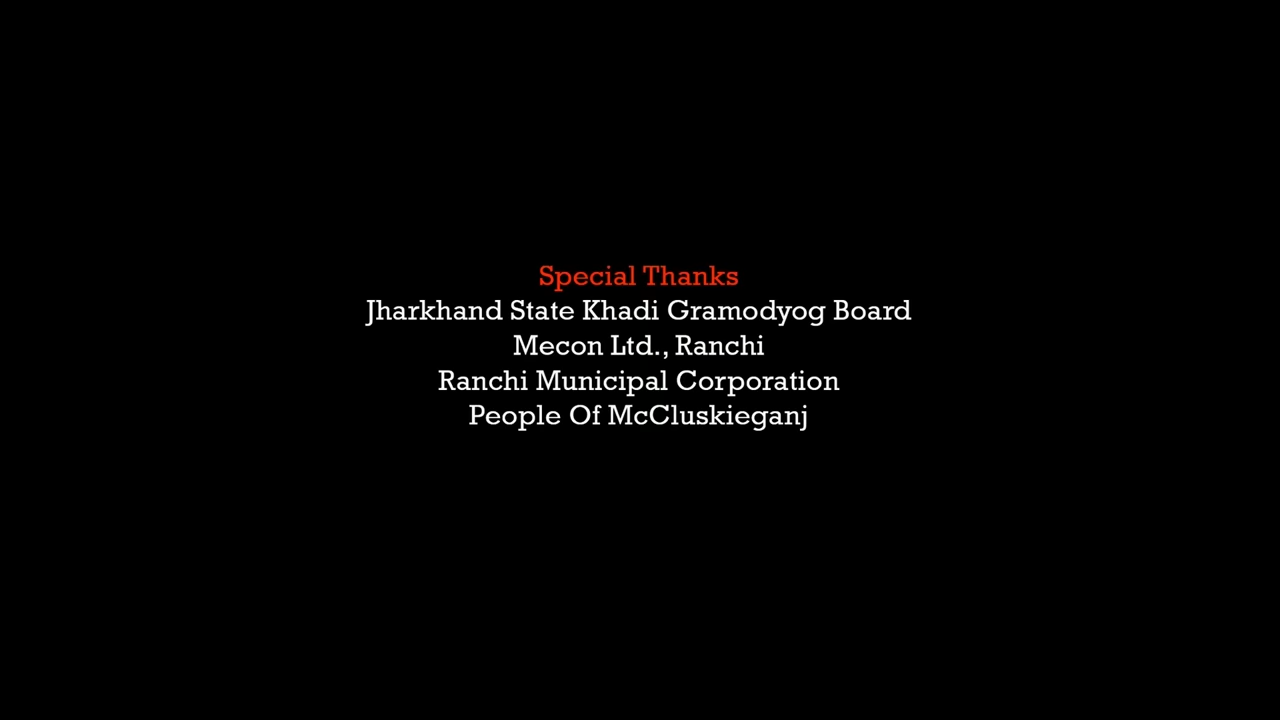 Special Thanks
Jharkhand State Khadi Gramodyog Board
Mecon Ltd., Ranchi
Ranchi Municipal Corporation
People Of McCluskieganj